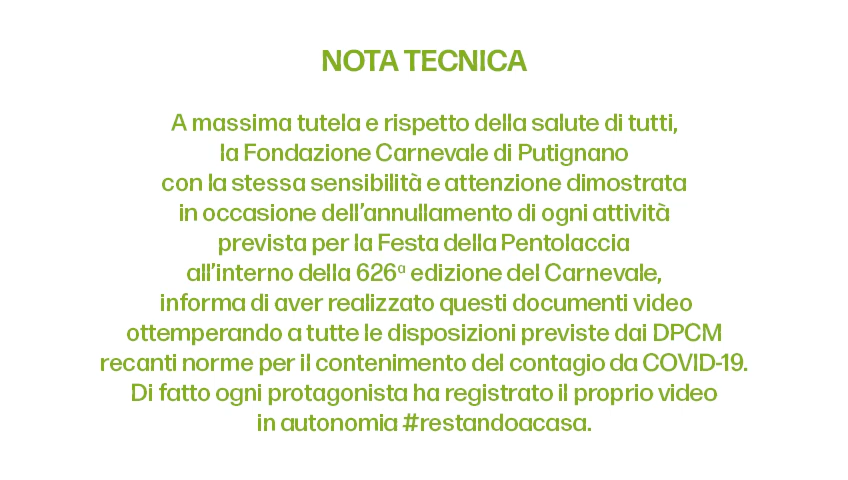 NOTA TECNICA
A massima tutela e rispetto della salute di tutti,
la Fondazione Carnevale di Putignano
con la stessa sensibilità e attenzione dimostrata
in occasione dell’annullamento di ogni attività
prevista per la Festa della Pentolaccia
all’interno della 626ª edizione del Carnevale,
informa di aver realizzato questi documenti video
ottemperando a tutte le disposizioni previste dai DPCM
recanti norme per il contenimento del contagio da COVID-19.
Di fatto ogni protagonista ha registrato il proprio video
in autonomia #restandoacasa.